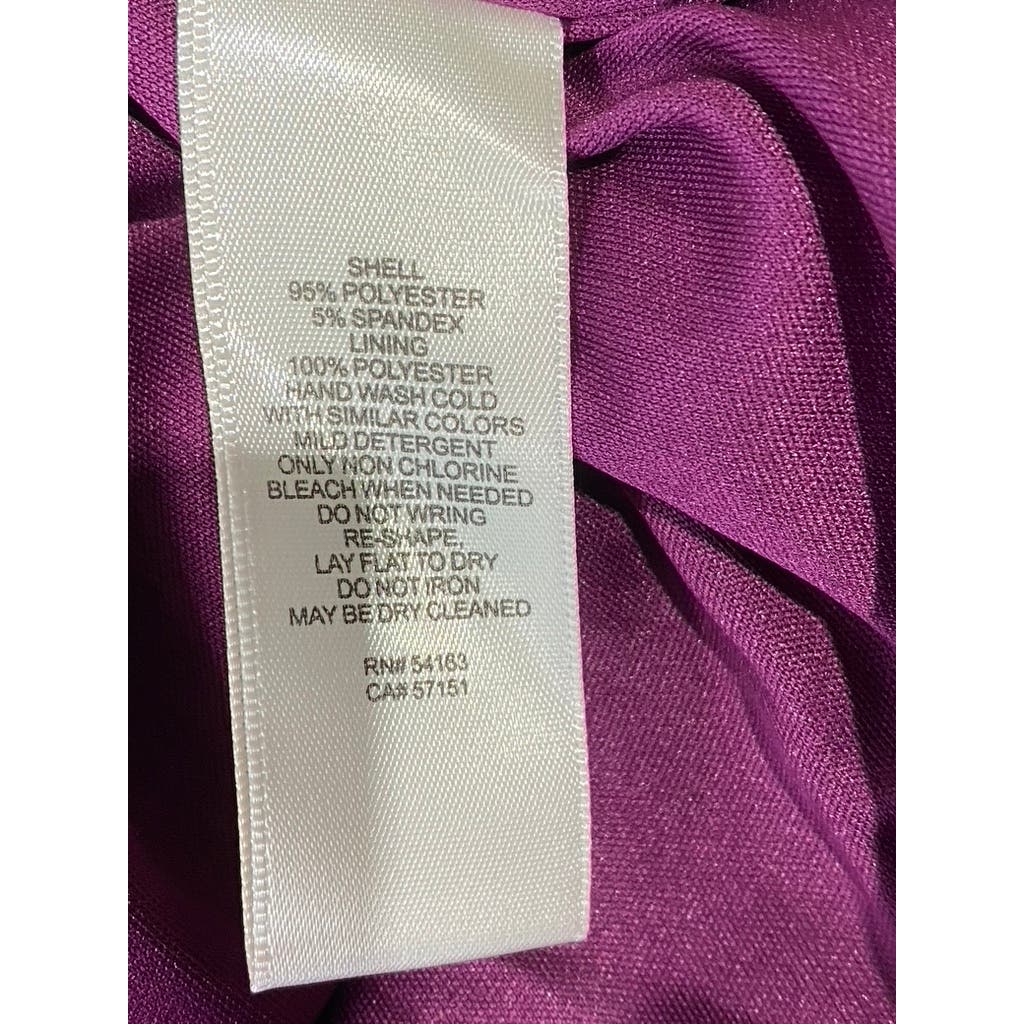 SHELL
95% POLYESTER
5% SPANDEX
LINING
100% POLYESTER
HAND WASH COLD
WITH SIMILAR COLORS
MILD DETERGENT
ONLY NON CHLORINE
BLEACH WHEN NEEDED
DO NOT WRING
RE-SHAPE,
LAY FLAT TO DRY
DO NOT IRON
MAY BE DRY CLEANED
RN# 54163
CA# 57151